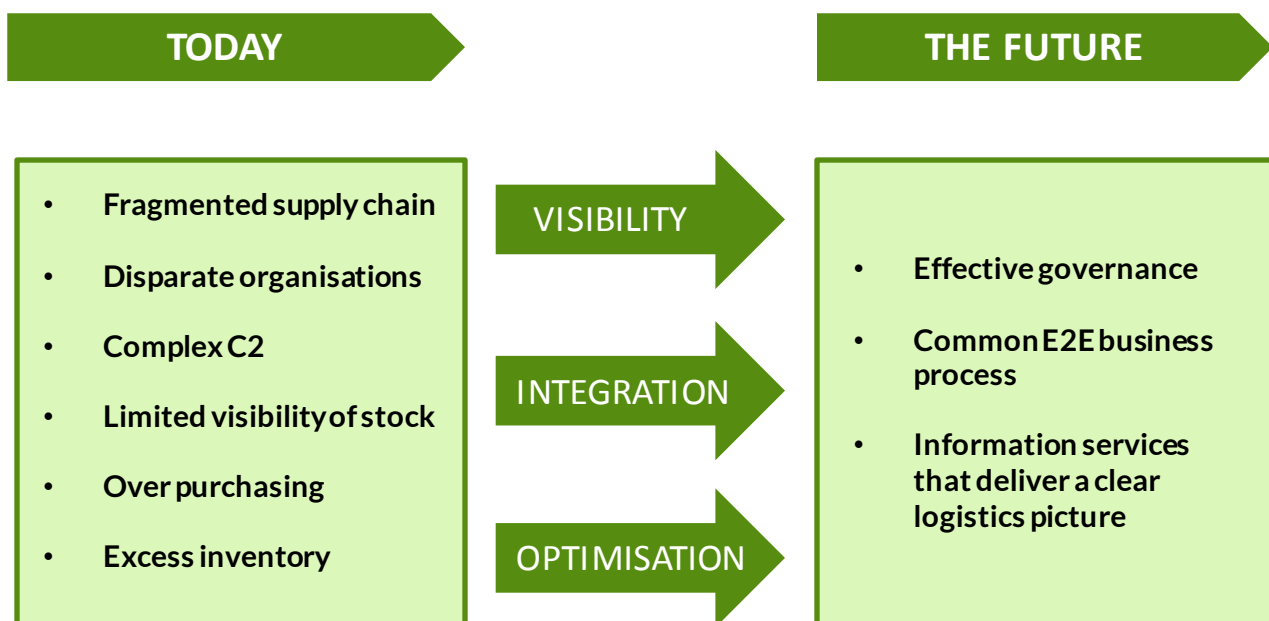 TODAY
THE FUTURE
• Fragmented supply chain
• Disparate organisations
• Complex C2
• Limited visibility of stock
• Over purchasing
• Excess inventory
VISIBILITY
INTEGRATION
OPTIMISATION
• Effective governance
• Common E2E business
process
• Information services
that deliver a clear
logistics picture